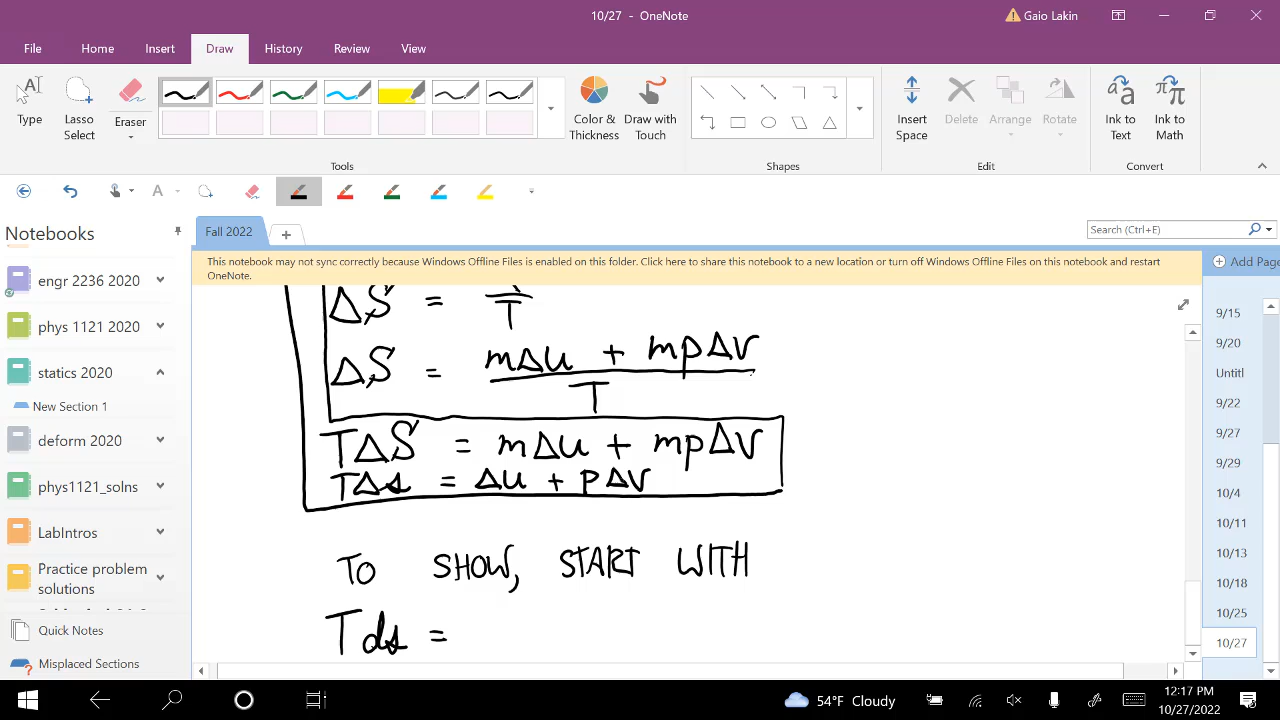 10/27 - OneNote
Gaio Lakin
File
Home
Insert
Draw
History
Review
View
Type
Lasso Select
Eraser
Color & Thickness
Draw with Touch
Insert Space
Delete
Arrange
Rotate
Ink to Text
Ink to Math
Tools
Shapes
Edit
Convert
Notebooks
Fall 2022
Search (Ctrl+E)
This notebook may not sync correctly because Windows Offline Files is enabled on this folder. Click here to share this notebook to a new location or turn off Windows Offline Files on this notebook and restart
OneNote.
Add Page
engr 2236 2020
phys 1121 2020
statics 2020
New Section 1
deform 2020
phys1121_solns
LabIntros
Practice problem
solutions
Quick Notes
Misplaced Sections
ΔS = /T
ΔS = (mΔu + mpΔv)/T
TΔS = mΔu + mpΔv
TΔs = Δu + pΔv
TO SHOW, START WITH
Tds =
9/15
9/20
Untitl
9/22
9/27
9/29
10/4
10/11
10/13
10/18
10/25
10/27
54°F Cloudy
12:17 PM
10/27/2022